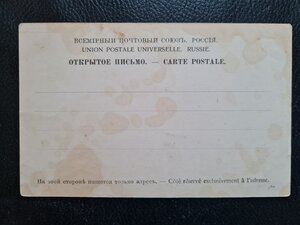 ВСЕМІРНЫЙ ПОЧТОВЫЙ СОЮЗЪ. РОССІЯ.
UNION POSTALE UNIVERSELLE. RUSSIE.
ОТКРЫТОЕ ПИСЬМО. — CARTE POSTALE.
На этой сторонѣ пишется только адресъ. — Côté réservé exclusivement à l'adresse.